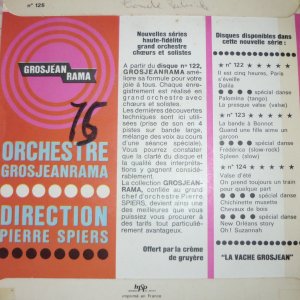 n° 125
GROSJEAN
RAMA
15
ORCHESTRE
GROSJEANRAMA
DIRECTION
PIERRE SPIERS
Nouvelles séries
haute-fidélité
grand orchestre
chœurs et solistes
A partir du disque n° 122,
GROSJEANRAMA amé-
liore sa formule pour votre
joie à tous. Chaque enre-
gistrement est réalisé en
grand orchestre avec
chœurs et solistes.
Les dernières découvertes
techniques sont ici utili-
sées (prise de son en 4
pistes sur bande large,
mélange des voix au cours
d'une séance spéciale).
Vous pourrez constater
que la clarté du disque et
la qualité des interpréta-
tions y gagnent considé-
rablement.
La collection GROSJEAN-
RAMA, confiée au grand
chef d'orchestre Pierre
SPIERS, devient ainsi une
des meilleures que vous
puissiez vous procurer à
des tarifs tout particuliè-
rement avantageux.
Offert par la crème
de gruyère
Disques disponibles dans
cette nouvelle série :
★ n° 122 ★
Il est cinq heures, Paris
s'éveille
Dalila
spécial danse
Palomita (tango)
La presque valse (valse)
★ n° 123 ★
La bande à Bonnot
Quand une fille aime un
garçon
spécial danse
Frédérica (slow rock)
Spleen (slow)
★ n° 124 ★
Valse d'été
On prend toujours un train
pour quelque part
spécial danse
Chichinette musette
Cheveux de bois
spécial danse
New Orléans story
Oh ! Suzannah
"LA VACHE GROSJEAN"
imprimé en France